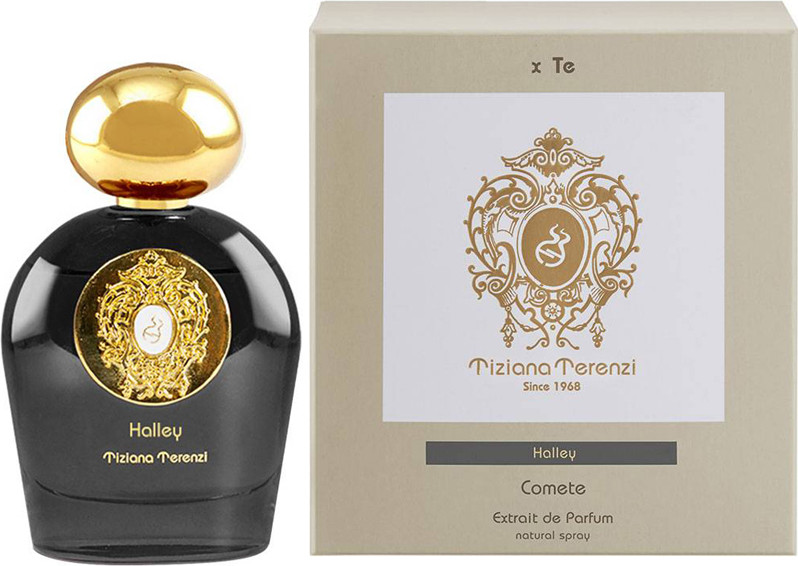 Halley
Tiziana Terenzi
x Te
Tiziana Terenzi
Since 1968
Halley
Comete
Extrait de Parfum
natural spray